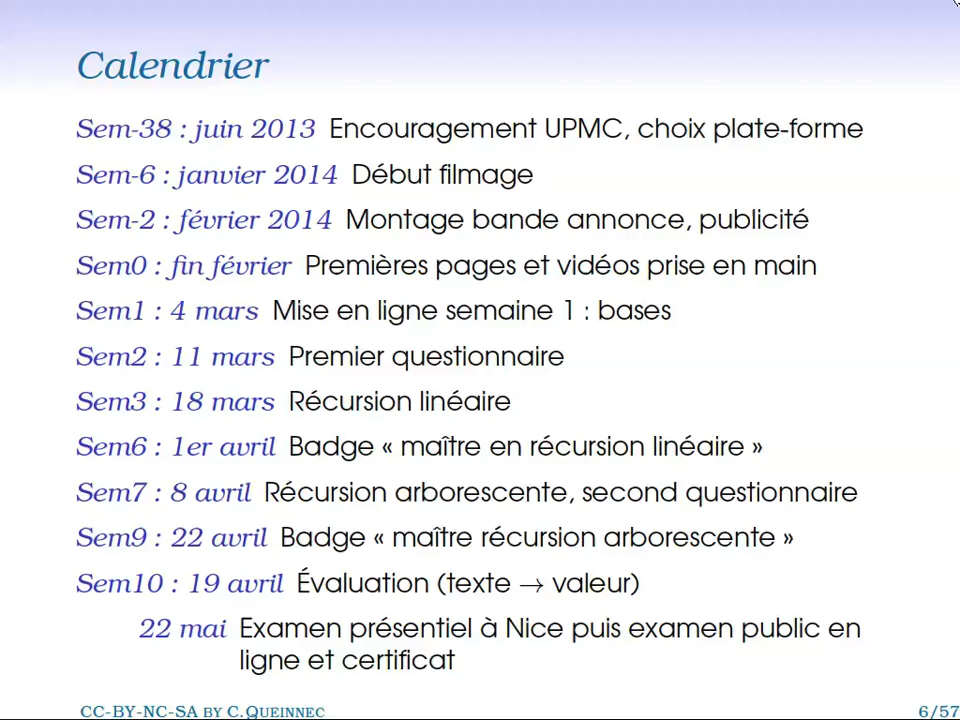 Calendrier
Sem-38 : juin 2013 Encouragement UPMC, choix plate-forme
Sem-6 : janvier 2014 Début filmage
Sem-2 : février 2014 Montage bande annonce, publicité
Sem0 : fin février Premières pages et vidéos prise en main
Sem1 : 4 mars Mise en ligne semaine 1 : bases
Sem2 : 11 mars Premier questionnaire
Sem3 : 18 mars Récursion linéaire
Sem6 : 1er avril Badge « maître en récursion linéaire »
Sem7 : 8 avril Récursion arborescente, second questionnaire
Sem9 : 22 avril Badge « maître récursion arborescente »
Sem10 : 19 avril Évaluation (texte → valeur)
22 mai Examen présentiel à Nice puis examen public en
ligne et certificat
CC-BY-NC-SA BY C.QUEINNEC 6/57